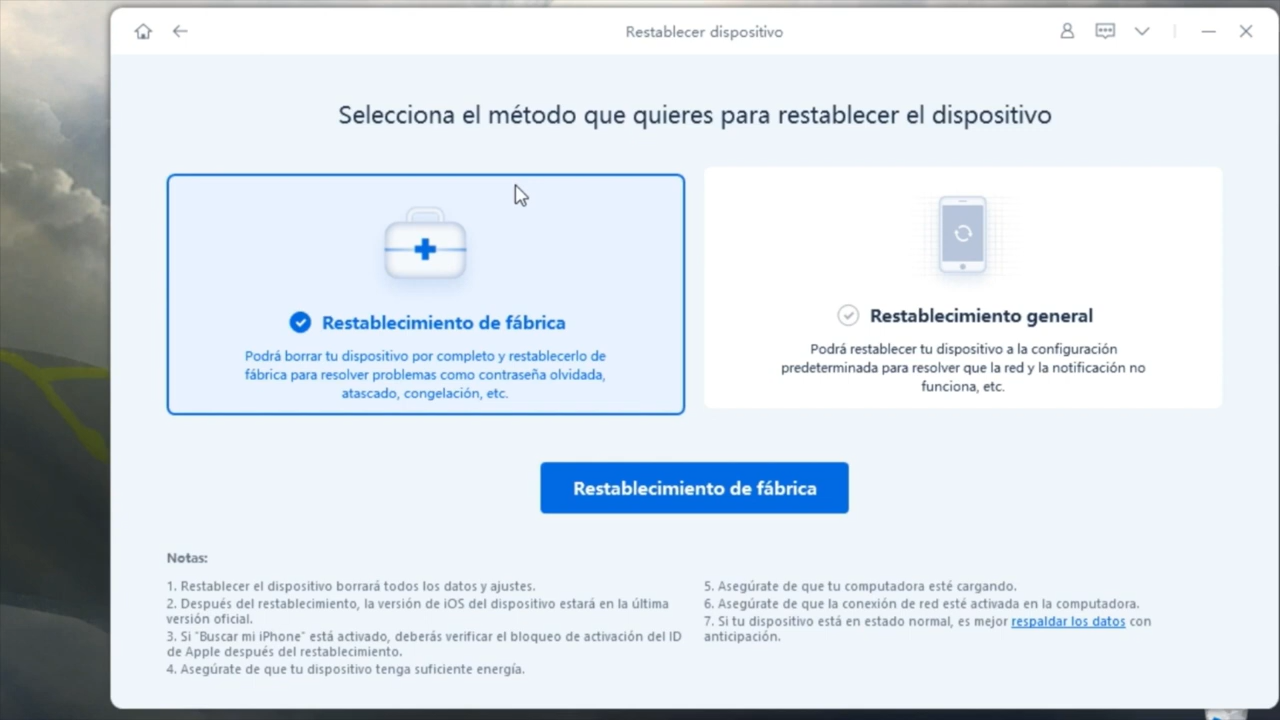 Restablecer dispositivo
Selecciona el método que quieres para restablecer el dispositivo
Restablecimiento de fábrica
Podrá borrar tu dispositivo por completo y restablecerlo de
fábrica para resolver problemas como contraseña olvidada,
atascado, congelación, etc.
Restablecimiento general
Podrá restablecer tu dispositivo a la configuración
predeterminada para resolver que la red y la notificación no
funciona, etc.
Restablecimiento de fábrica
Notas:
1. Restablecer el dispositivo borrará todos los datos y ajustes.
2. Después del restablecimiento, la versión de iOS del dispositivo estará en la última
versión oficial.
3. Si "Buscar mi iPhone" está activado, deberás verificar el bloqueo de activación del ID
de Apple después del restablecimiento.
4. Asegúrate de que tu dispositivo tenga suficiente energía.
5. Asegúrate de que tu computadora esté cargando.
6. Asegúrate de que la conexión de red esté activada en la computadora.
7. Si tu dispositivo está en estado normal, es mejor respaldar los datos con
anticipación.